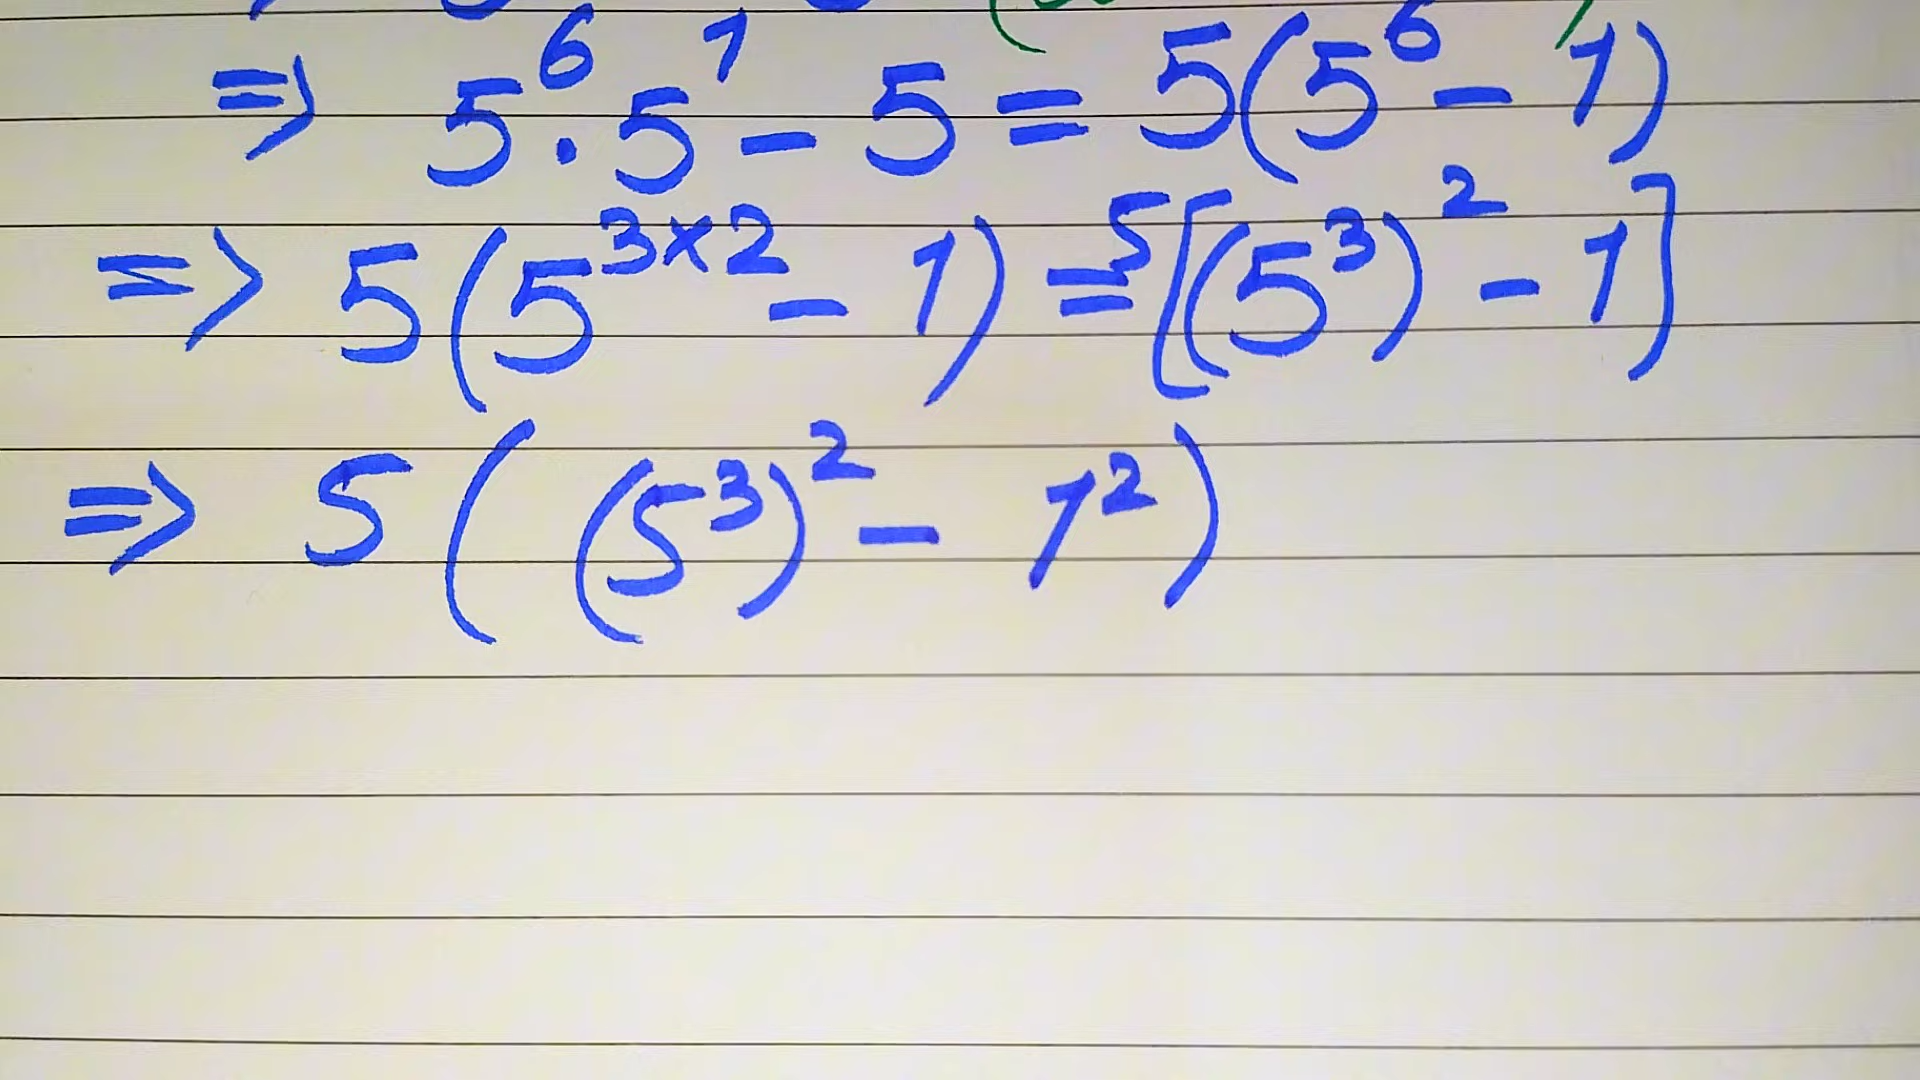 ⇒ 5⁶ · 5¹ − 5 = 5(5⁶ − 1)
⇒ 5(5³ˣ² − 1) = 5[(5³)² − 1]
⇒ 5((5³)² − 1²)